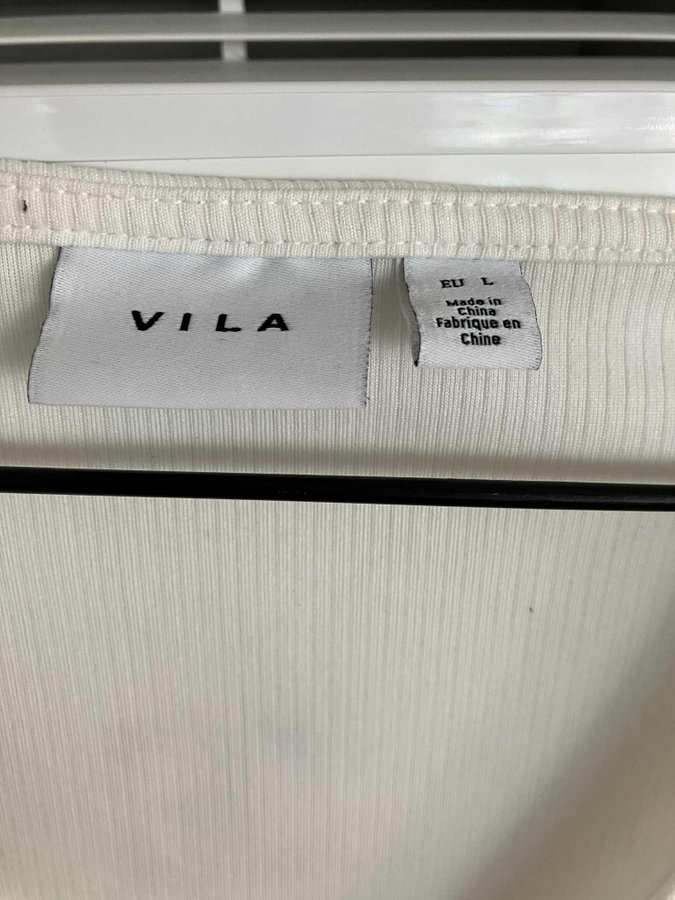 VILA
EU L
Made in
China
Fabrique en
Chine